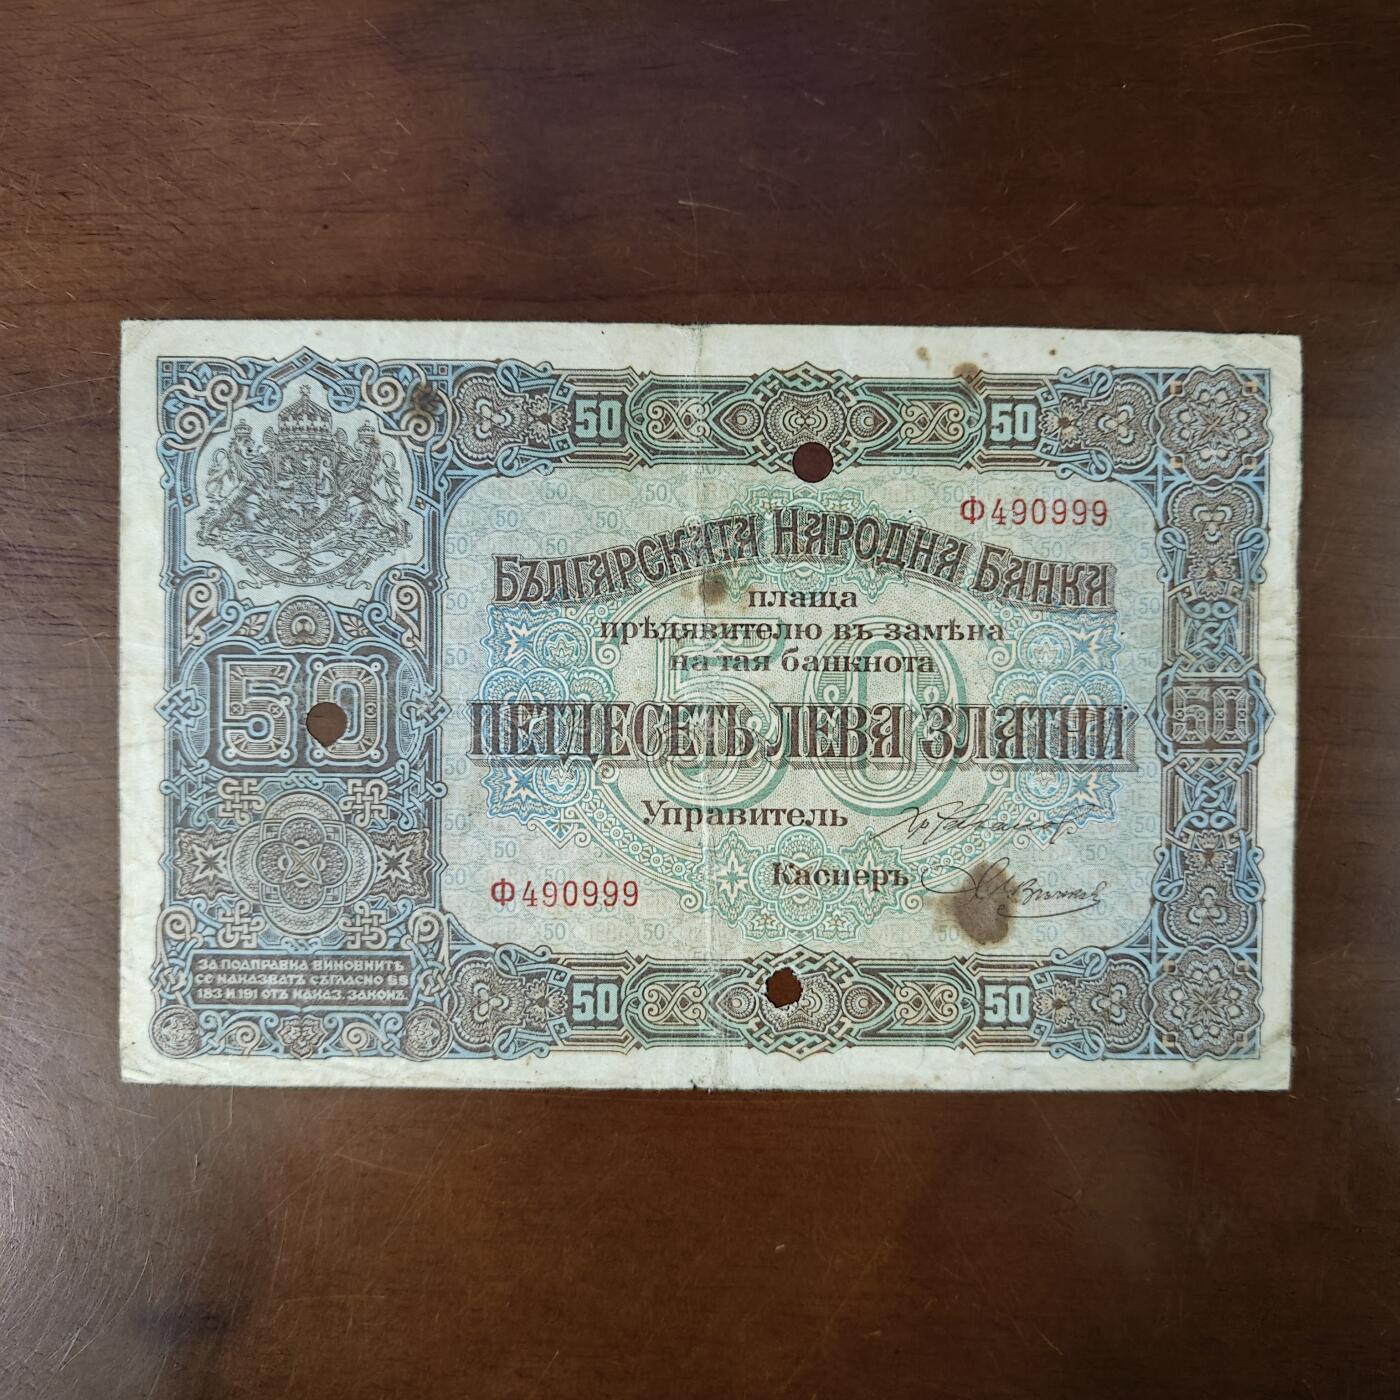 50 50
Ф490999
БЪЛГАРСКАТА НАРОДНА БАНКА
плаща
прѣдявителю въ замѣна
на тая банкнота
50
ПЕТДЕСЕТЬ ЛЕВА ЗЛАТНИ
50
Управитель
Касиеръ
Ф490999
ЗА ПОДПРАВКА ВИНОВНИТѢ
СЕ НАКАЗВАТЪ СЪГЛАСНО §§
183 И 191 ОТЪ НАКАЗ. ЗАКОНЪ.
50 50